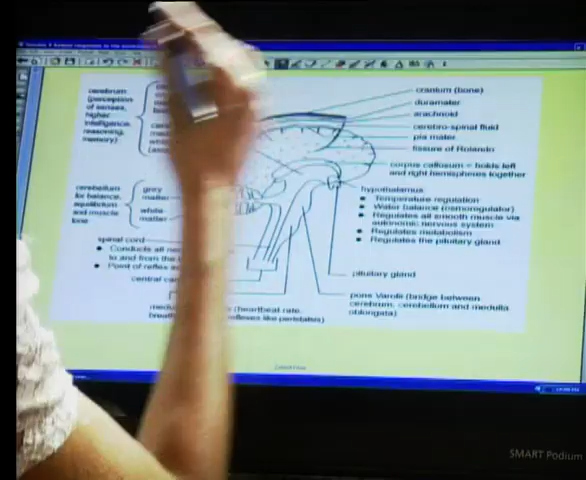 cerebrum
(perception
of senses,
higher
intelligence,
reasoning,
memory)
cranium (bone)
duramater
arachnoid
cerebro-spinal fluid
pia mater
fissure of Rolando
corpus callosum = holds left
and right hemispheres together
cerebellum
for balance,
equilibrium
and muscle
tone
grey
matter
white
matter
hypothalamus
Temperature regulation
Water balance (osmoregulator)
Regulates all smooth muscle via
autonomic nervous system
Regulates metabolism
Regulates the pituitary gland
spinal cord
Conducts all
to and from the
Point of reflex
central
pituitary gland
pons Varolii (bridge between
cerebrum, cerebellum and medulla
oblongata)
(heartbeat rate,
reflexes like peristalsis)
SMART Podium